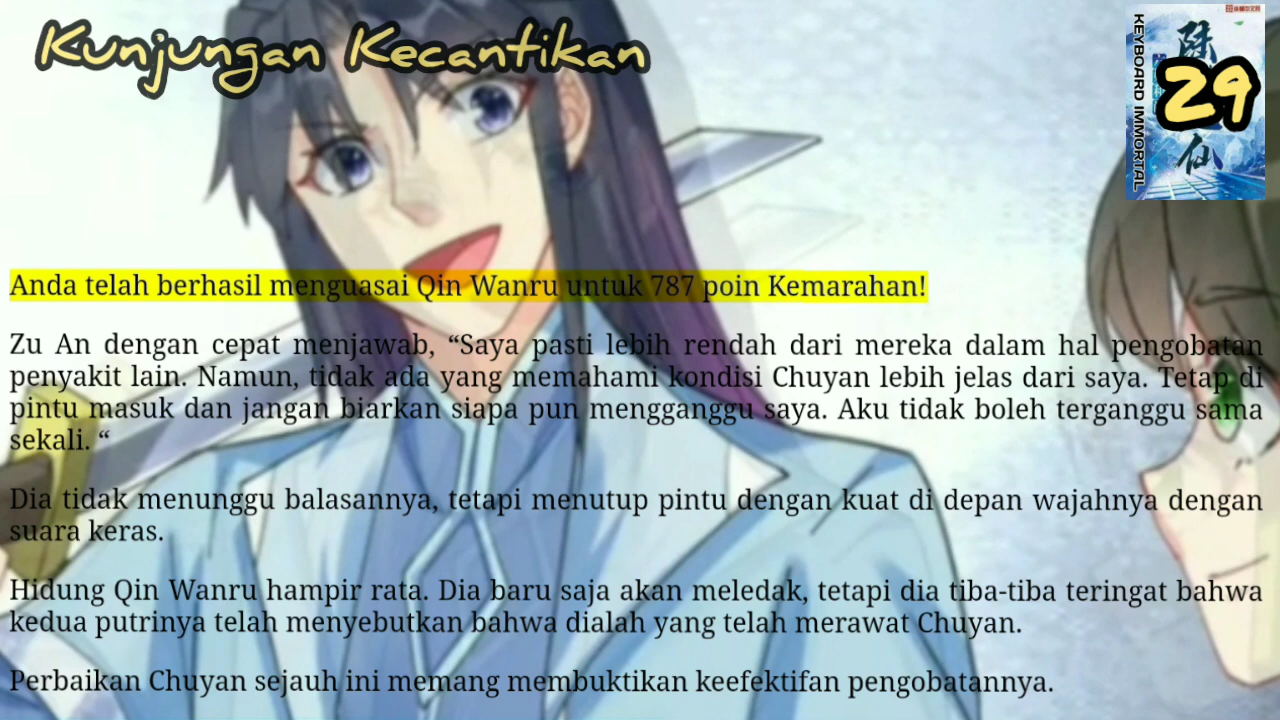 Kunjungan Kecantikan
KEYBOARD IMMORTAL
29
仙
Anda telah berhasil menguasai Qin Wanru untuk 787 poin Kemarahan!
Zu An dengan cepat menjawab, “Saya pasti lebih rendah dari mereka dalam hal pengobatan
penyakit lain. Namun, tidak ada yang memahami kondisi Chuyan lebih jelas dari saya. Tetap di
pintu masuk dan jangan biarkan siapa pun mengganggu saya. Aku tidak boleh terganggu sama
sekali. “
Dia tidak menunggu balasannya, tetapi menutup pintu dengan kuat di depan wajahnya dengan
suara keras.
Hidung Qin Wanru hampir rata. Dia baru saja akan meledak, tetapi dia tiba-tiba teringat bahwa
kedua putrinya telah menyebutkan bahwa dialah yang telah merawat Chuyan.
Perbaikan Chuyan sejauh ini memang membuktikan keefektifan pengobatannya.